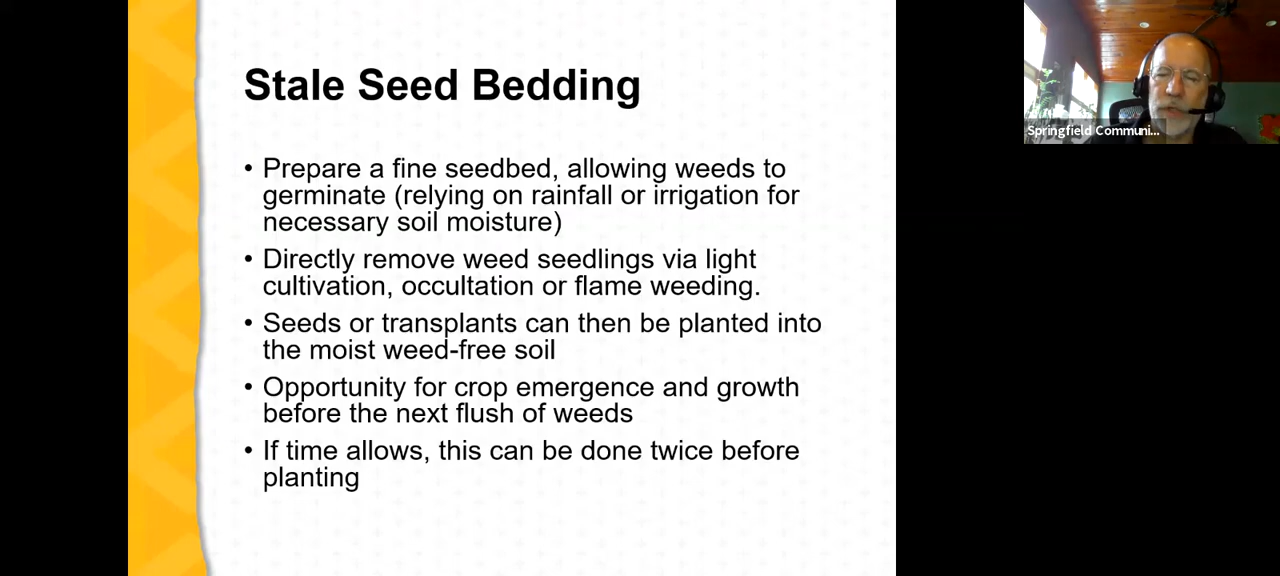 Stale Seed Bedding
• Prepare a fine seedbed, allowing weeds to
germinate (relying on rainfall or irrigation for
necessary soil moisture)
• Directly remove weed seedlings via light
cultivation, occultation or flame weeding.
• Seeds or transplants can then be planted into
the moist weed-free soil
• Opportunity for crop emergence and growth
before the next flush of weeds
• If time allows, this can be done twice before
planting
Springfield Communi...